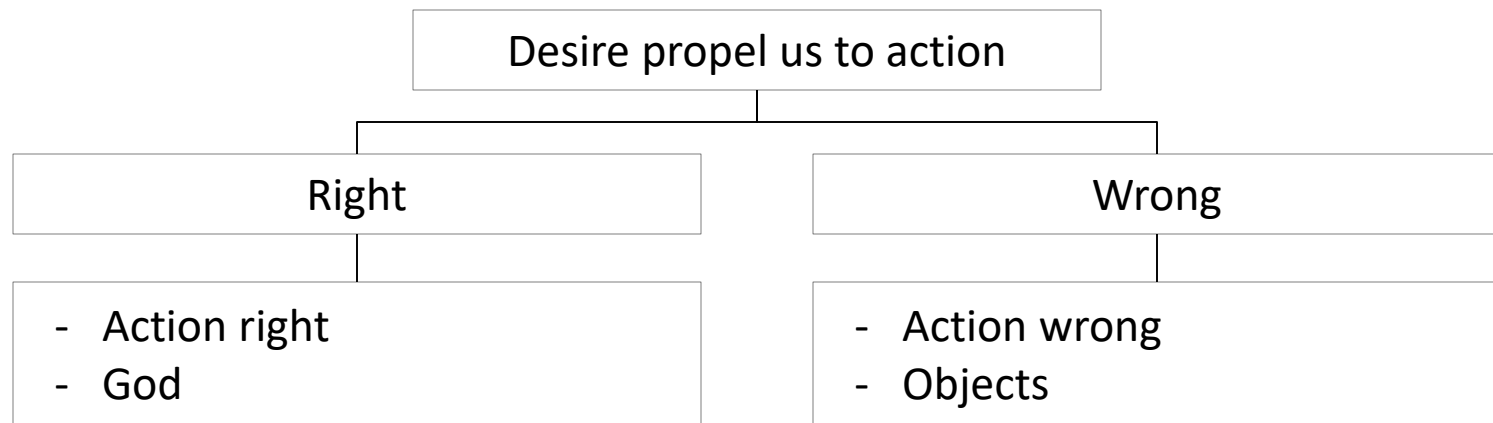 Desire propel us to action
Right
Wrong
- Action right
- God
- Action wrong
- Objects